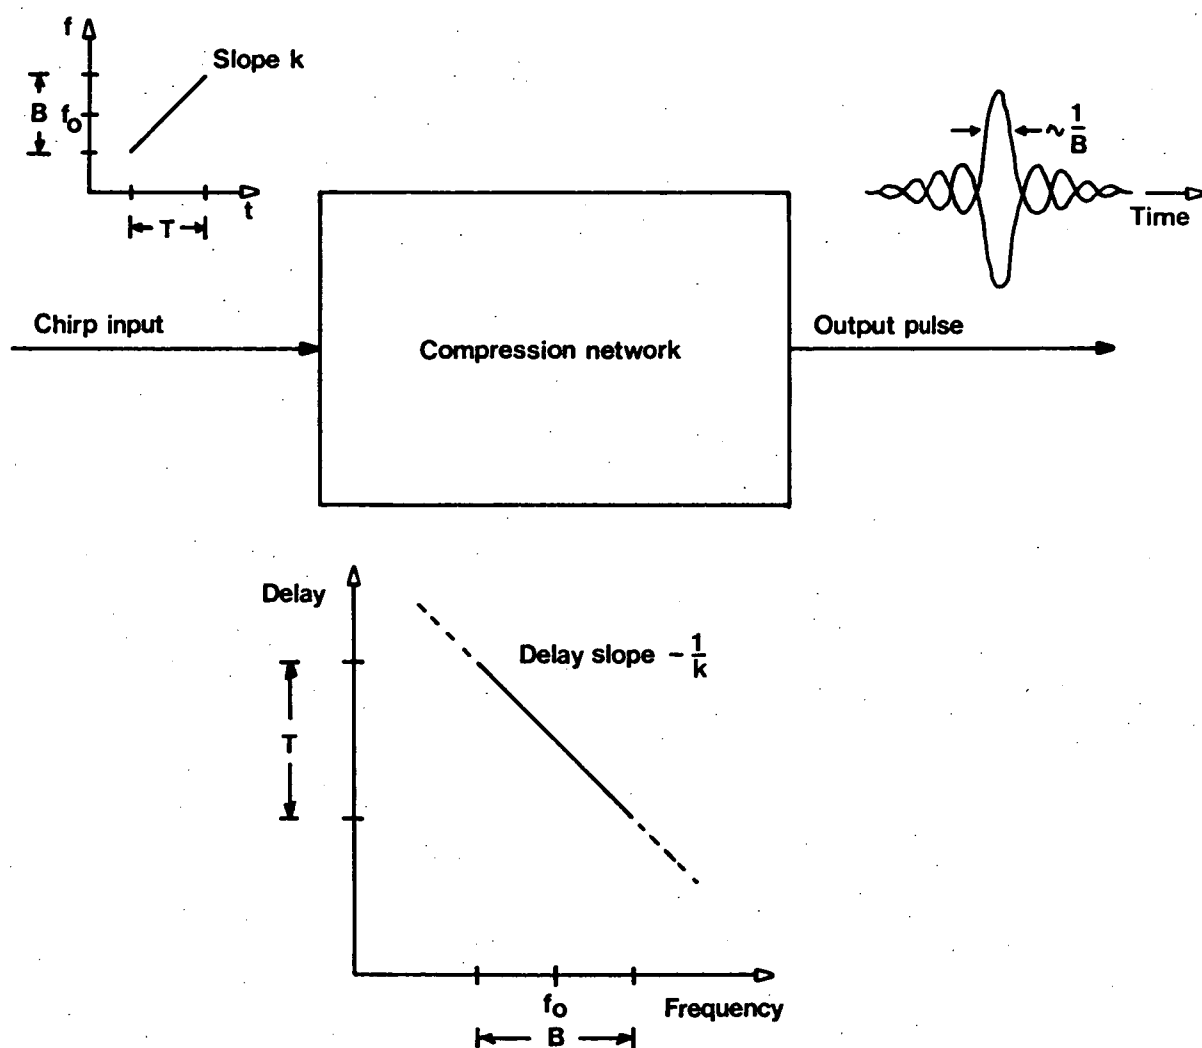 f
Slope k
B
f₀
t
T
~ 1/B
Time
Chirp input
Compression network
Output pulse
Delay
Delay slope - 1/k
T
f₀
Frequency
B